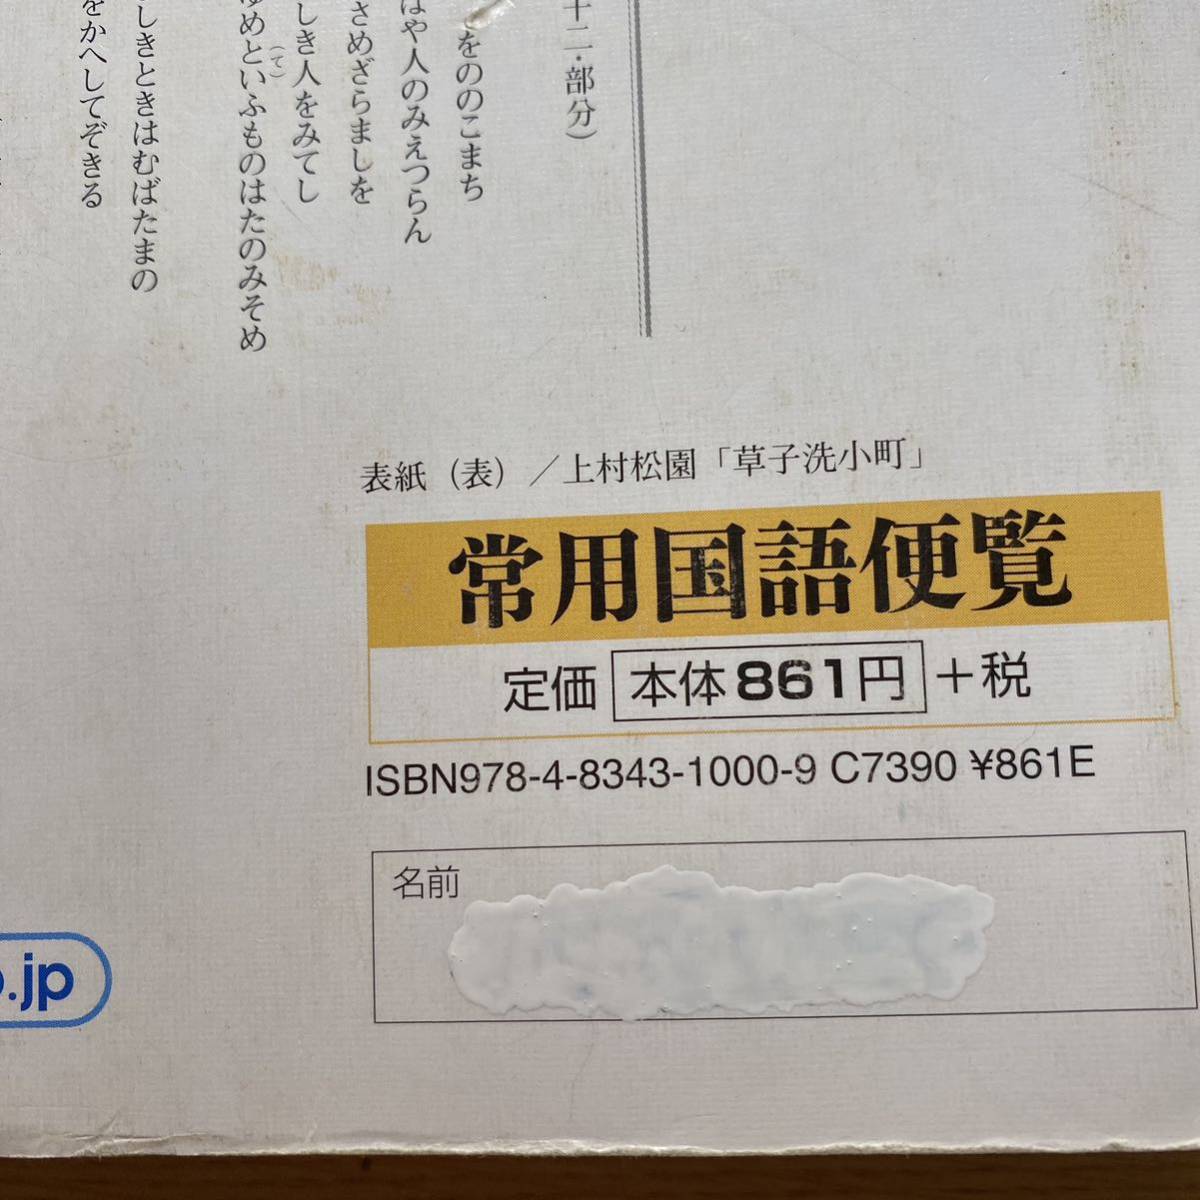 十二・部分)
をののこまち
はや人のみえつらん
さめざらましを
しき人をみてし
ゆめといふものはたのみそめ
(て)
しきときはむばたまの
をかへしてぞきる
表紙(表)/上村松園「草子洗小町」
常用国語便覧
定価 本体861円+税
ISBN978-4-8343-1000-9 C7390 ¥861E
名前
.jp